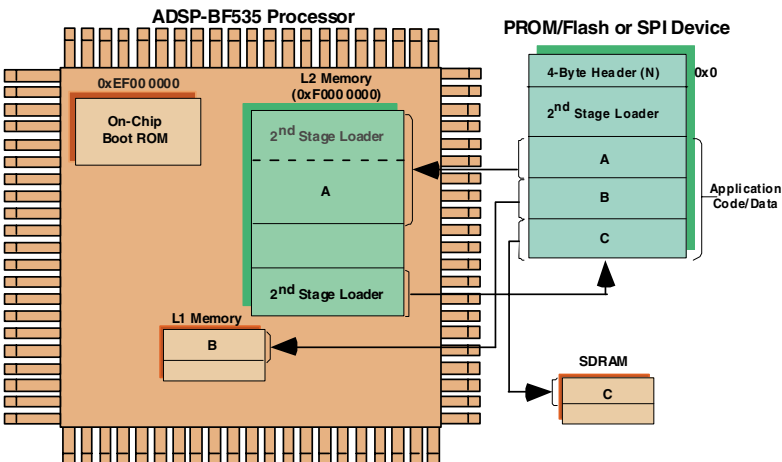 ADSP-BF535 Processor
PROM/Flash or SPI Device
0xEF00 0000
On-Chip
Boot ROM
L2 Memory
(0xF000 0000)
2nd Stage Loader
A
2nd Stage Loader
L1 Memory
B
4-Byte Header (N)
0x0
2nd Stage Loader
A
B
C
Application
Code/Data
SDRAM
C